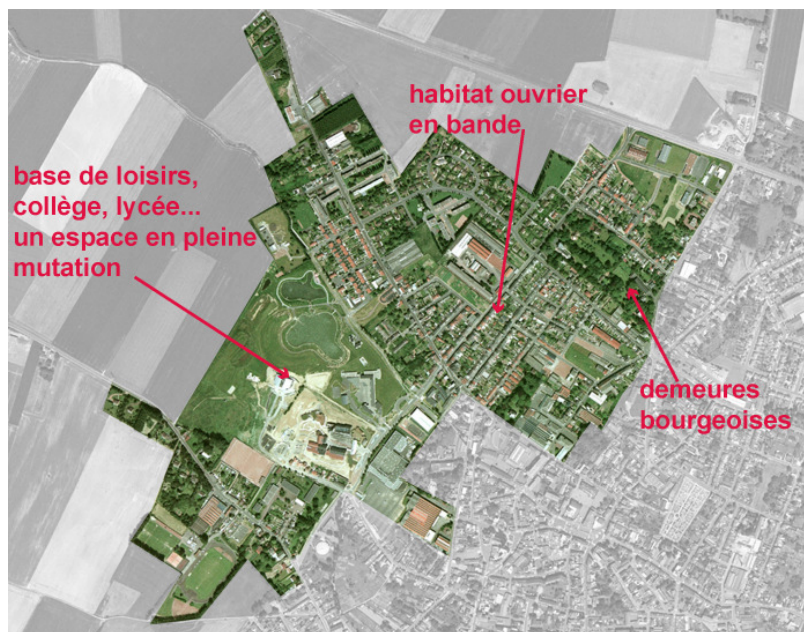 habitat ouvrier
en bande
base de loisirs,
collège, lycée...
un espace en pleine
mutation
demeures
bourgeoises